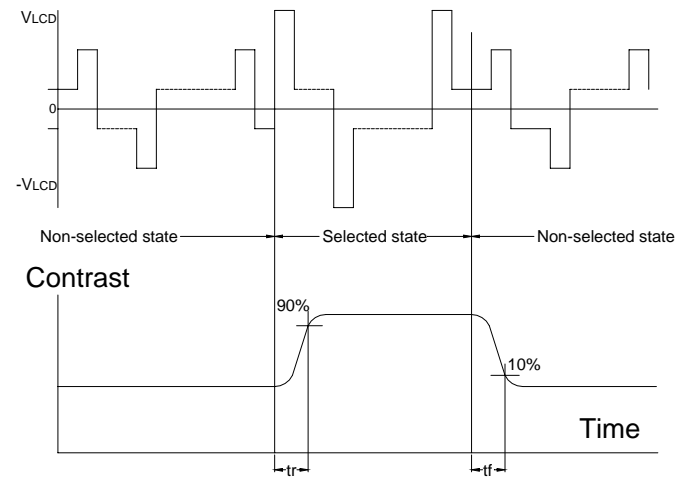 VLCD
0
-VLCD
Non-selected state
Selected state
Non-selected state
Contrast
90%
10%
Time
tr
tf